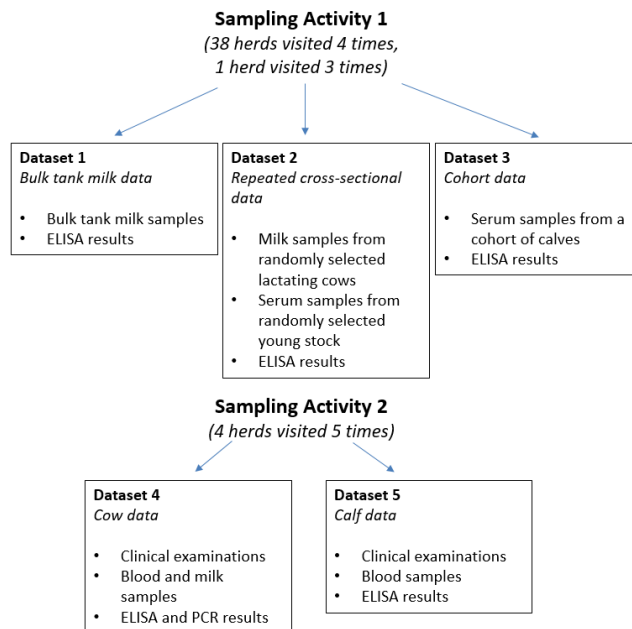 Sampling Activity 1
(38 herds visited 4 times,
1 herd visited 3 times)
Dataset 1
Bulk tank milk data
• Bulk tank milk samples
• ELISA results
Dataset 2
Repeated cross-sectional
data
• Milk samples from
randomly selected
lactating cows
• Serum samples from
randomly selected
young stock
• ELISA results
Dataset 3
Cohort data
• Serum samples from a
cohort of calves
• ELISA results
Sampling Activity 2
(4 herds visited 5 times)
Dataset 4
Cow data
• Clinical examinations
• Blood and milk
samples
• ELISA and PCR results
Dataset 5
Calf data
• Clinical examinations
• Blood samples
• ELISA results